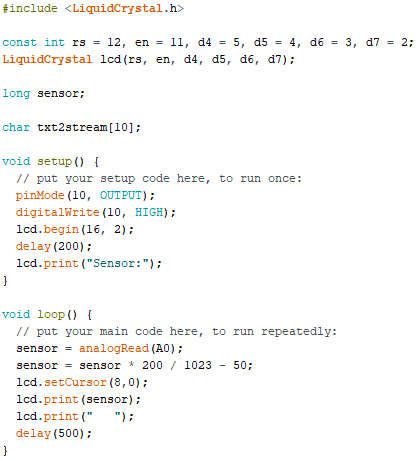 #include <LiquidCrystal.h>

const int rs = 12, en = 11, d4 = 5, d5 = 4, d6 = 3, d7 = 2;
LiquidCrystal lcd(rs, en, d4, d5, d6, d7);

long sensor;

char txt2stream[10];

void setup() {
  // put your setup code here, to run once:
  pinMode(10, OUTPUT);
  digitalWrite(10, HIGH);
  lcd.begin(16, 2);
  delay(200);
  lcd.print("Sensor:");
}

void loop() {
  // put your main code here, to run repeatedly:
  sensor = analogRead(A0);
  sensor = sensor * 200 / 1023 - 50;
  lcd.setCursor(8,0);
  lcd.print(sensor);
  lcd.print("   ");
  delay(500);
}